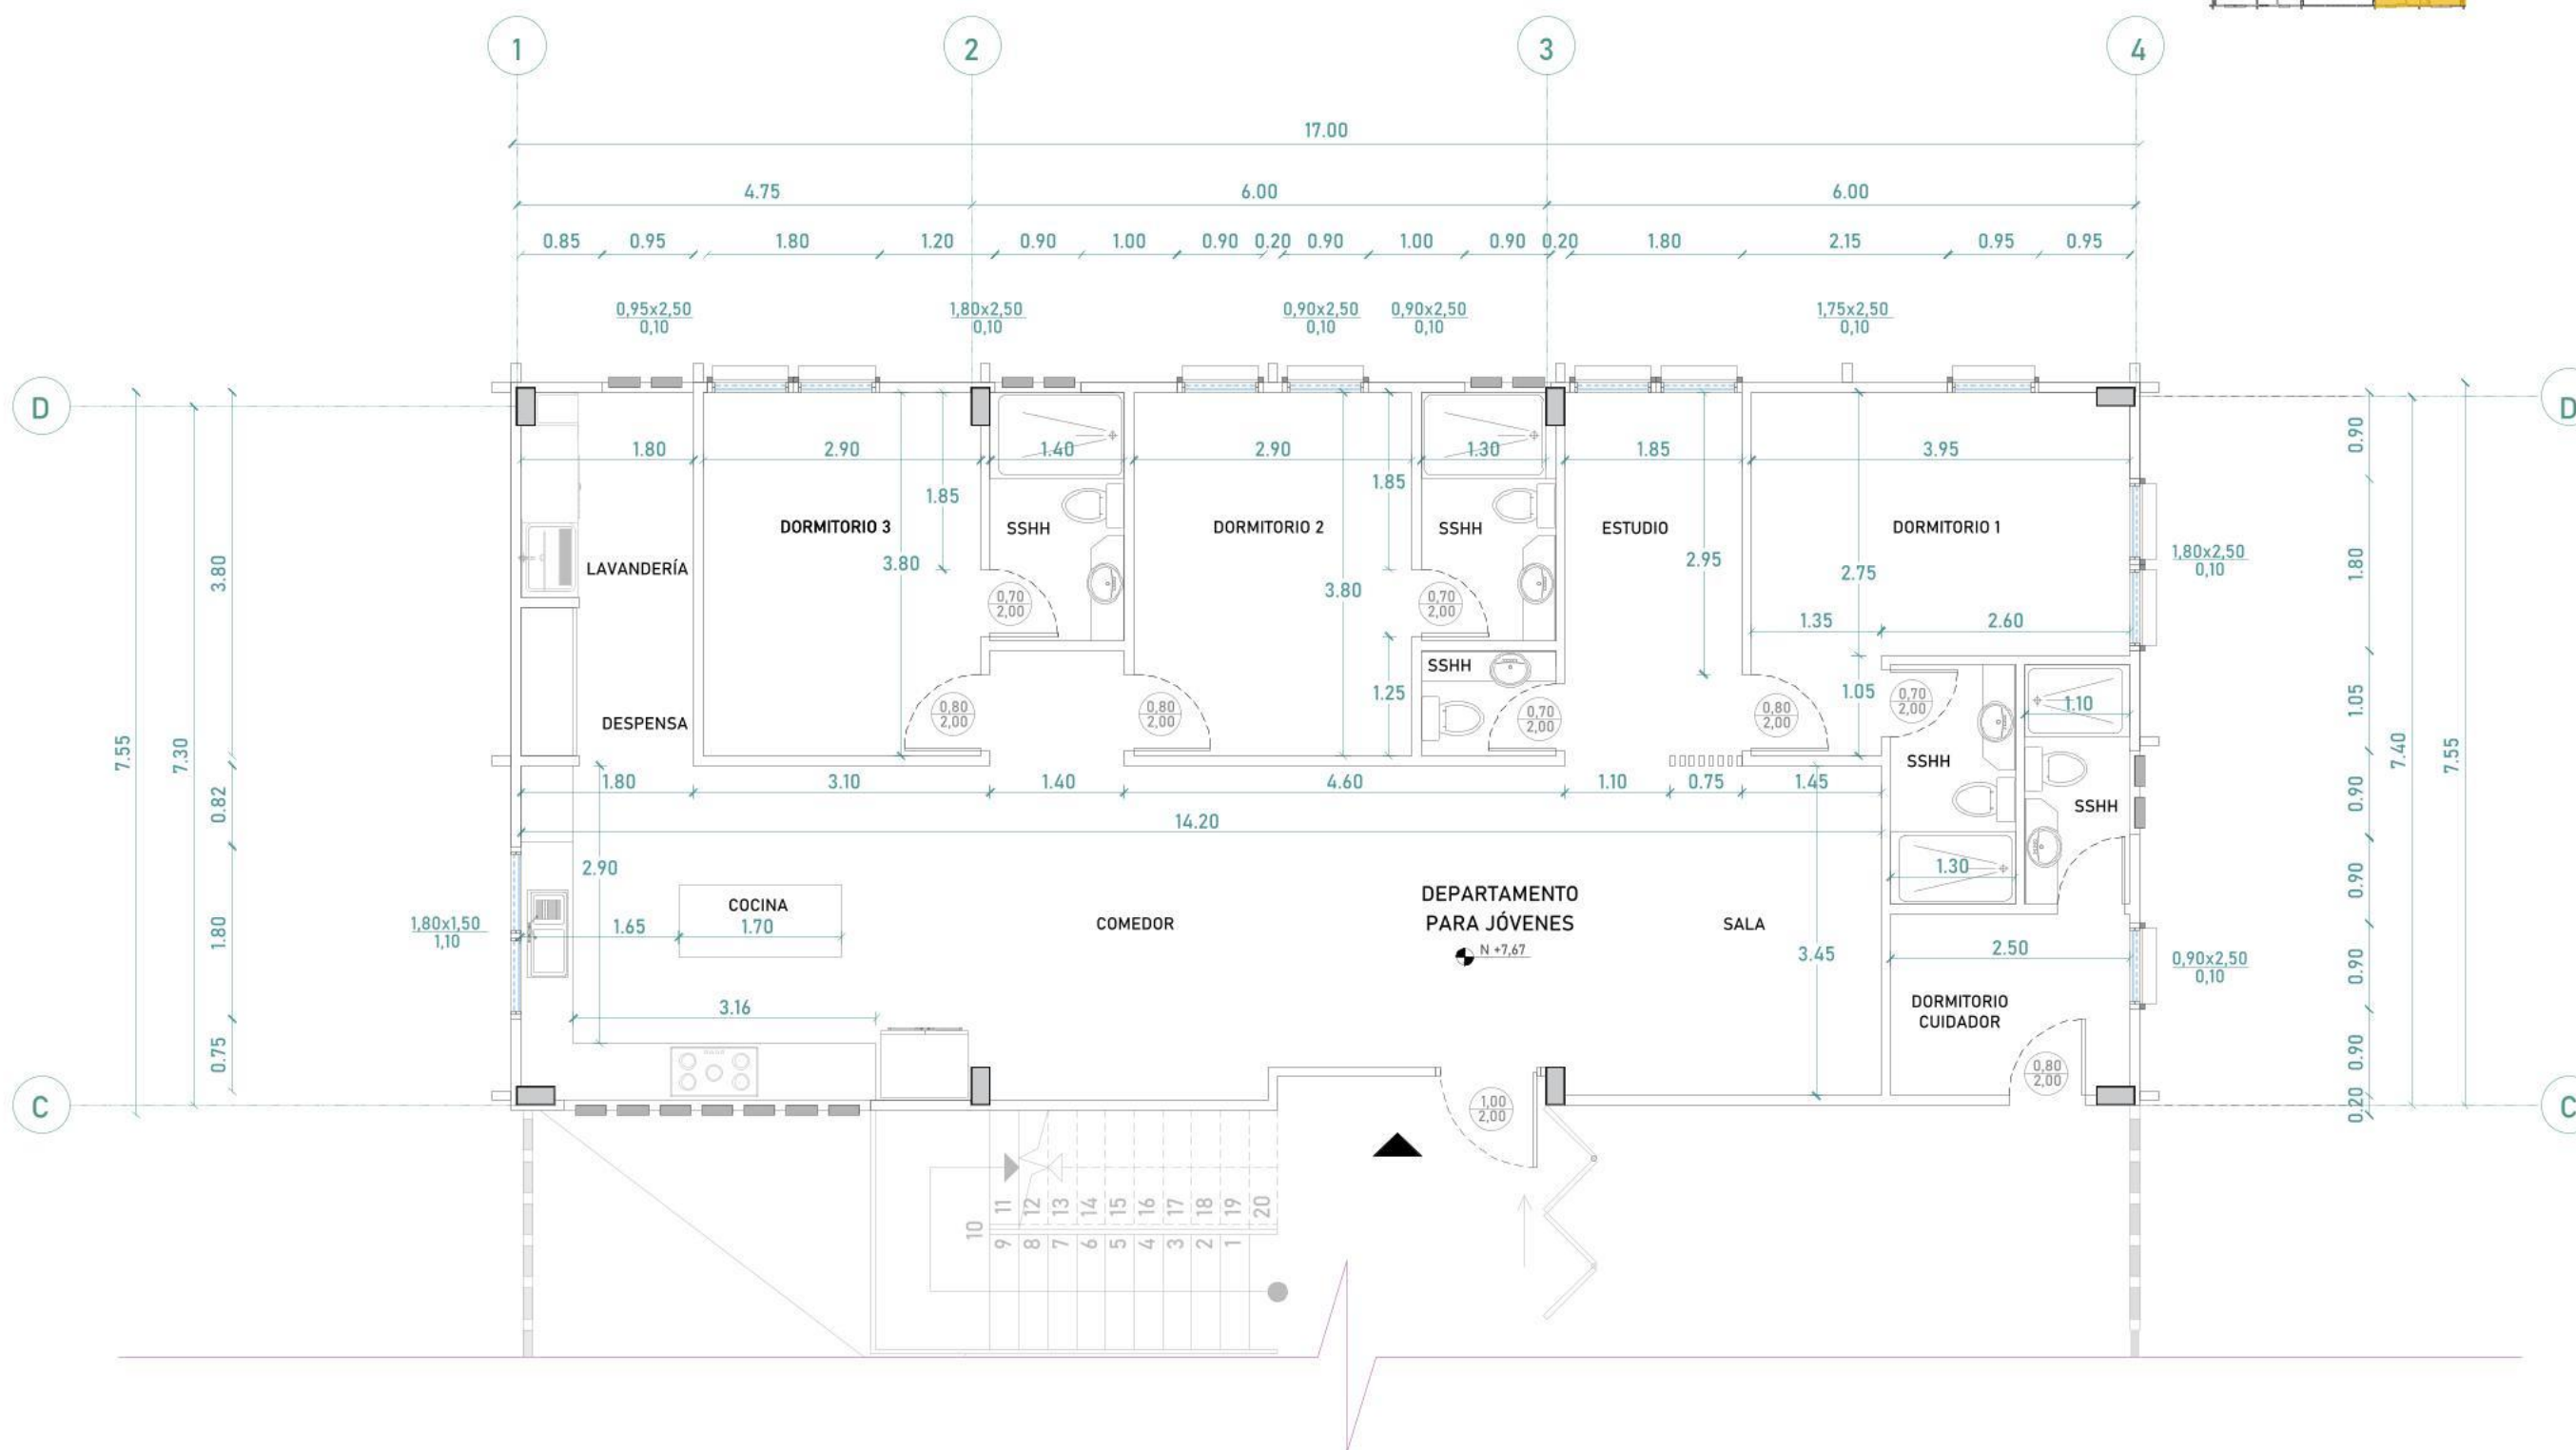 1 2 3 4
17.00
4.75 6.00 6.00
0.85 0.95 1.80 1.20 0.90 1.00 0.90 0.20 0.90 1.00 0.90 0.20 1.80 2.15 0.95 0.95
0,95x2,50 1,80x2,50 0,90x2,50 0,90x2,50 1,75x2,50
0,10 0,10 0,10 0,10 0,10
D D
1.80 2.90 1.40 2.90 1.30 1.85 3.95
0.90
1.85 1.85
DORMITORIO 3 SSHH DORMITORIO 2 SSHH ESTUDIO DORMITORIO 1
3.80 LAVANDERÍA 3.80 3.80 2.95 2.75
1,80x2,50
0,10
1.80
0,70 0,70
2,00 2,00
1.35 2.60
SSHH
DESPENSA
0,80 0,80 1.25 0,70 0,80 1.05 0,70 1.10 1.05
2,00 2,00 2,00 2,00 2,00
7.55 7.30 7.40 7.55
SSHH
1.80 3.10 1.40 4.60 1.10 0.75 1.45
0.82 0.90
SSHH
14.20
2.90 1.30 0.90
COCINA
1.65 1.70
COMEDOR
DEPARTAMENTO
PARA JÓVENES
N +7,67
SALA
1,80x1,50
1,10
1.80
3.45 2.50
0,90x2,50
0,10
0.90
DORMITORIO
CUIDADOR
3.16
0.75 0.90
0,80
2,00
1,00
2,00
0.20
C C
11 12 13 14 15 16 17 18 19 20
10
9 8 7 6 5 4 3 2 1